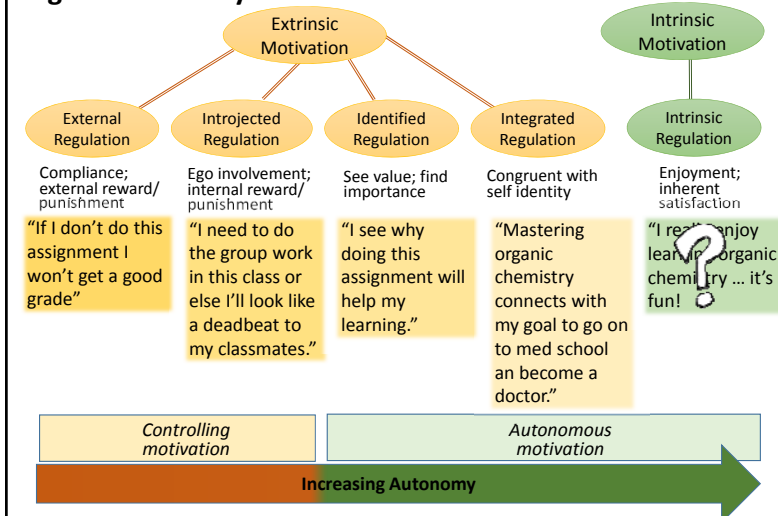 Extrinsic
Motivation
Intrinsic
Motivation
External
Regulation
Introjected
Regulation
Identified
Regulation
Integrated
Regulation
Intrinsic
Regulation
Compliance;
external reward/
punishment
Ego involvement;
internal reward/
punishment
See value; find
importance
Congruent with
self identity
Enjoyment;
inherent
satisfaction
“If I don’t do this
assignment I
won’t get a good
grade”
“I need to do
the group work
in this class or
else I’ll look like
a deadbeat to
my classmates.”
“I see why
doing this
assignment will
help my
learning.”
“Mastering
organic
chemistry
connects with
my goal to go on
to med school
an become a
doctor.”
“I really enjoy
learning organic
chemistry … it’s
fun!
?
Controlling
motivation
Autonomous
motivation
Increasing Autonomy